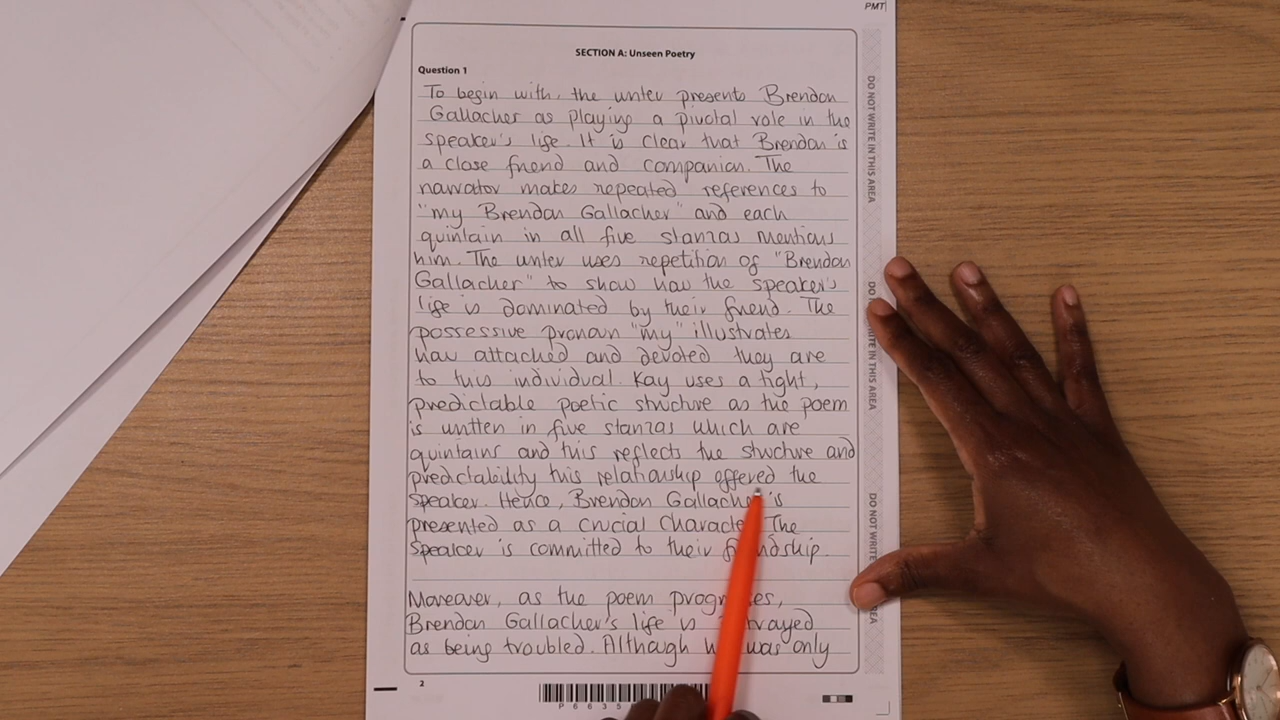 PMT
SECTION A: Unseen Poetry
Question 1
To begin with, the writer presents Brendon
Gallacher as playing a pivotal role in the
speaker's life. It is clear that Brendon is
a close friend and companion. The
narrator makes repeated references to
"my Brendon Gallacher" and each
quintain in all five stanzas mentions
him. The writer uses repetition of "Brendon
Gallacher" to show how the speaker's
life is dominated by their friend. The
possessive pronoun "my" illustrates
how attached and devoted they are
to this individual. Kay uses a tight,
predictable poetic structure as the poem
is written in five stanzas which are
quintains and this reflects the structure and
predictability this relationship offered the
speaker. Hence, Brendon Gallacher is
presented as a crucial character. The
speaker is committed to their friendship.
Moreover, as the poem progresses,
Brendon Gallacher's life is portrayed
as being troubled. Although he was only
2
DO NOT WRITE IN THIS AREA
DO WRITE IN THIS AREA
DO NOT WRITE AREA
P 6 6 3 5